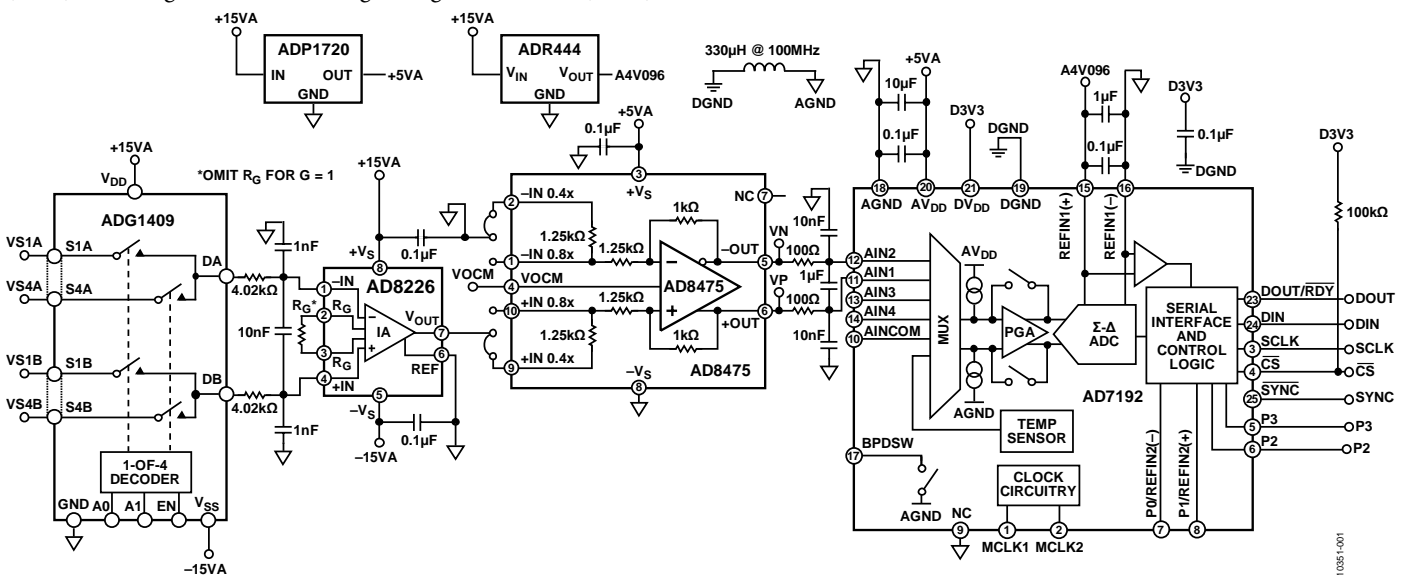 +15VA
ADP1720
IN OUT
+5VA
GND
+15VA
ADR444
VIN VOUT
A4V096
GND
330µH @ 100MHz
DGND AGND
+15VA
VDD
*OMIT RG FOR G = 1
ADG1409
VS1A S1A
VS4A S4A
DA
4.02kΩ
VS1B S1B
VS4B S4B
DB
4.02kΩ
1-OF-4
DECODER
GND A0 A1 EN VSS
–15VA
1nF
10nF
1nF
+15VA
0.1µF
+VS
8
AD8226
1 –IN
RG* 2 RG
IA
VOUT 7
3 RG
6
REF
4 +IN
5
–VS
0.1µF
–15VA
+5VA
0.1µF
3
+VS
NC 7
2 –IN 0.4x
1.25kΩ
1.25kΩ
1kΩ
1 –IN 0.8x
–OUT 5
VOCM 4 VOCM
AD8475
10 +IN 0.8x
1.25kΩ
1.25kΩ
1kΩ
+OUT 6
9 +IN 0.4x
–VS
8
AD8475
VN
100Ω
10nF
1µF
VP
100Ω
10nF
+5VA
10µF
0.1µF
D3V3
DGND
A4V096
1µF
0.1µF
D3V3
0.1µF
DGND
D3V3
100kΩ
18 20 21 19 15 16
AGND AVDD DVDD DGND REFIN1(+) REFIN1(–)
12 AIN2
11 AIN1
13 AIN3
14 AIN4
10 AINCOM
MUX
AVDD
PGA
AGND
Σ-Δ
ADC
SERIAL
INTERFACE
AND
CONTROL
LOGIC
AD7192
TEMP
SENSOR
17 BPDSW
AGND
CLOCK
CIRCUITRY
NC
9
1 2
MCLK1 MCLK2
P0/REFIN2(–)
P1/REFIN2(+)
7 8
23 DOUT/RDY DOUT
24 DIN DIN
3 SCLK SCLK
4 CS CS
25 SYNC SYNC
5 P3 P3
6 P2 P2
10351-001